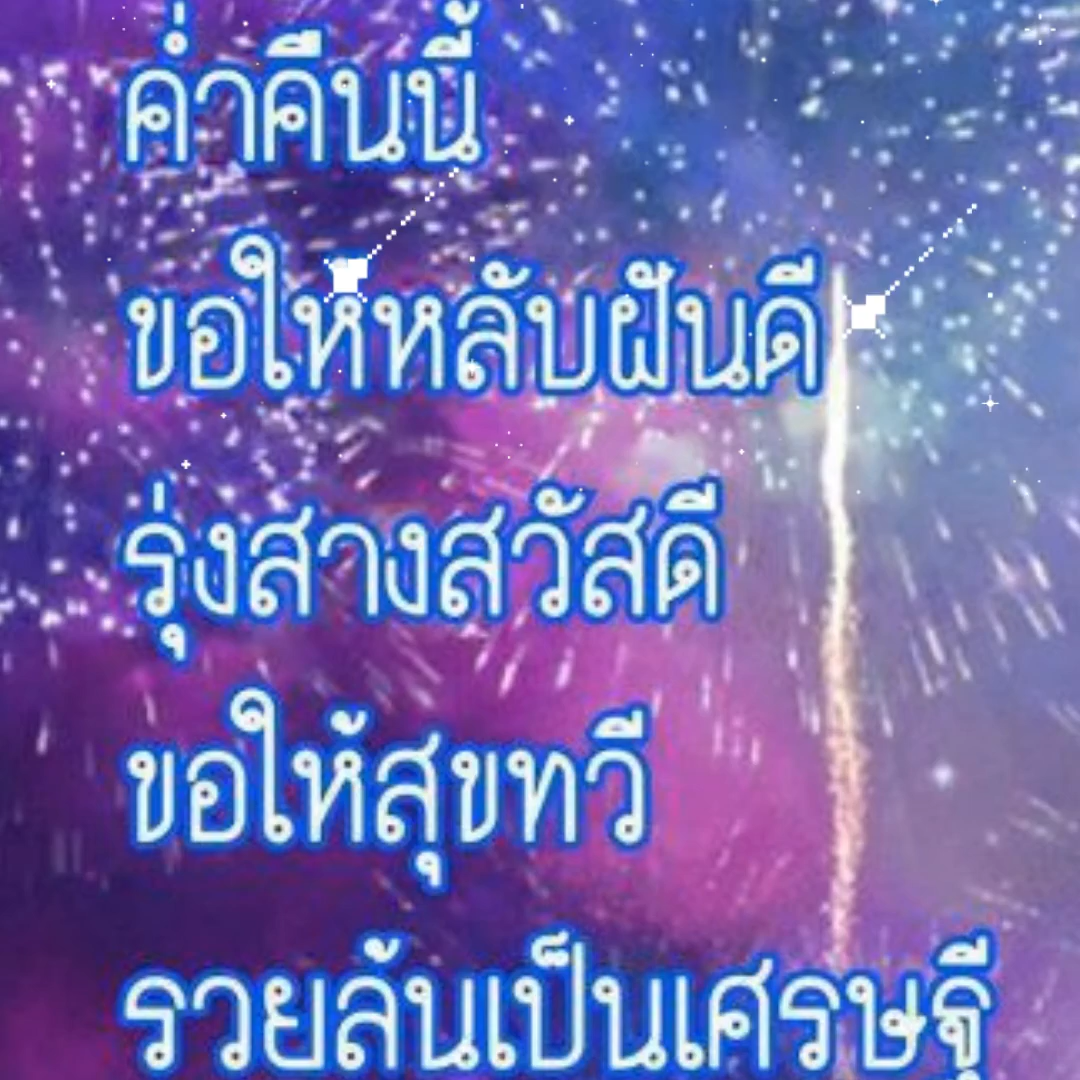 ค่ำคืนนี้
ขอให้หลับฝันดี
รุ่งสางสวัสดี
ขอให้สุขทวี
รวยล้นเป็นเศรษฐี